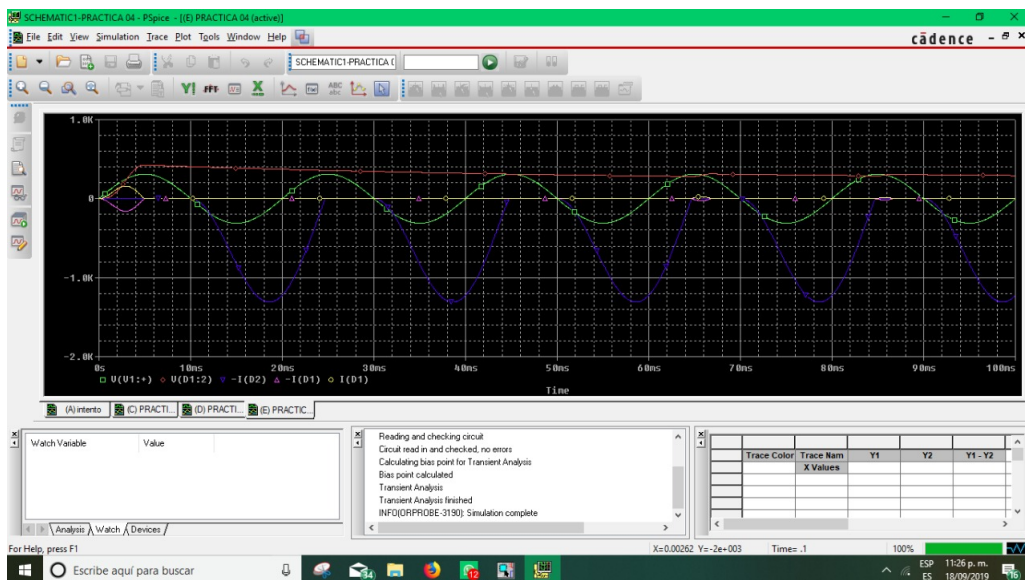 SCHEMATIC1-PRACTICA 04 - PSpice - [(E) PRACTICA 04 (active)]
File Edit View Simulation Trace Plot Tools Window Help
cādence
SCHEMATIC1-PRACTICA (
1.0K
0
-1.0K
-2.0K
0s 10ms 20ms 30ms 40ms 50ms 60ms 70ms 80ms 90ms 100ms
V(V1:+) V(D1:2) -I(D2) -I(D1) I(D1)
Time
(A) intento (C) PRACTI... (D) PRACTI... (E) PRACTIC...
Watch Variable Value
Analysis Watch Devices
Reading and checking circuit
Circuit read in and checked, no errors
Calculating bias point for Transient Analysis
Bias point calculated
Transient Analysis
Transient Analysis finished
INFO(ORPROBE-3190): Simulation complete
Trace Color Trace Nam Y1 Y2 Y1 - Y2
X Values
For Help, press F1
X=0.00262 Y=-2e+003 Time= .1 100%
Escribe aquí para buscar
34
12
ESP
ES
11:26 p. m.
18/09/2019
16